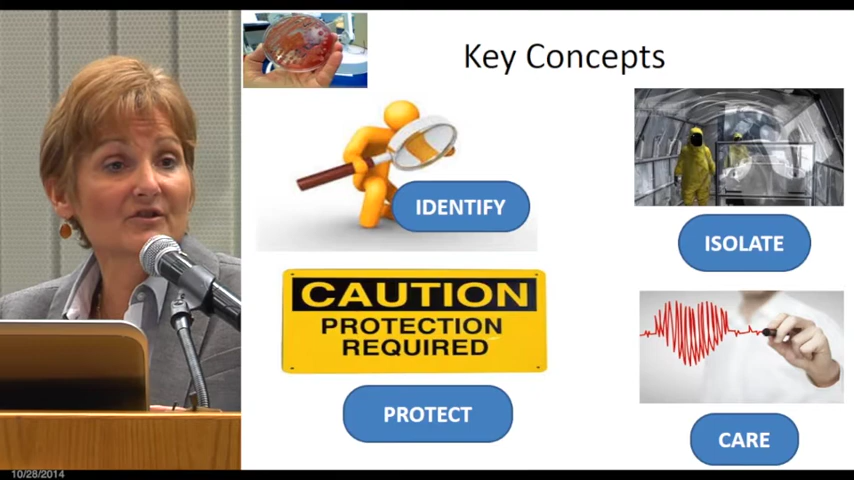 Key Concepts
IDENTIFY
ISOLATE
CAUTION
PROTECTION
REQUIRED
PROTECT
CARE
10/28/2014